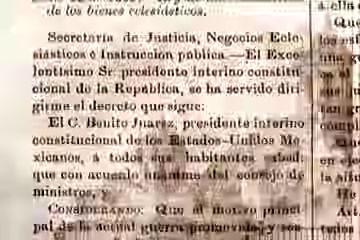 de los bienes eclesiásticos.
Secretaría de Justicia, Negocios Ecle-
siásticos é Instruccion pública.—El Exce-
lentísimo Sr. presidente interino constitu-
cional de la República, se ha servido diri-
girme el decreto que sigue:
El C. Benito Juarez, presidente interino
constitucional de los Estados-Unidos Me-
xicanos, á todos sus habitantes, sabed:
que con acuerdo unánime del consejo de
ministros, y
CONSIDERANDO: Que el motivo princi-
pal de la actual guerra promovida y sos-